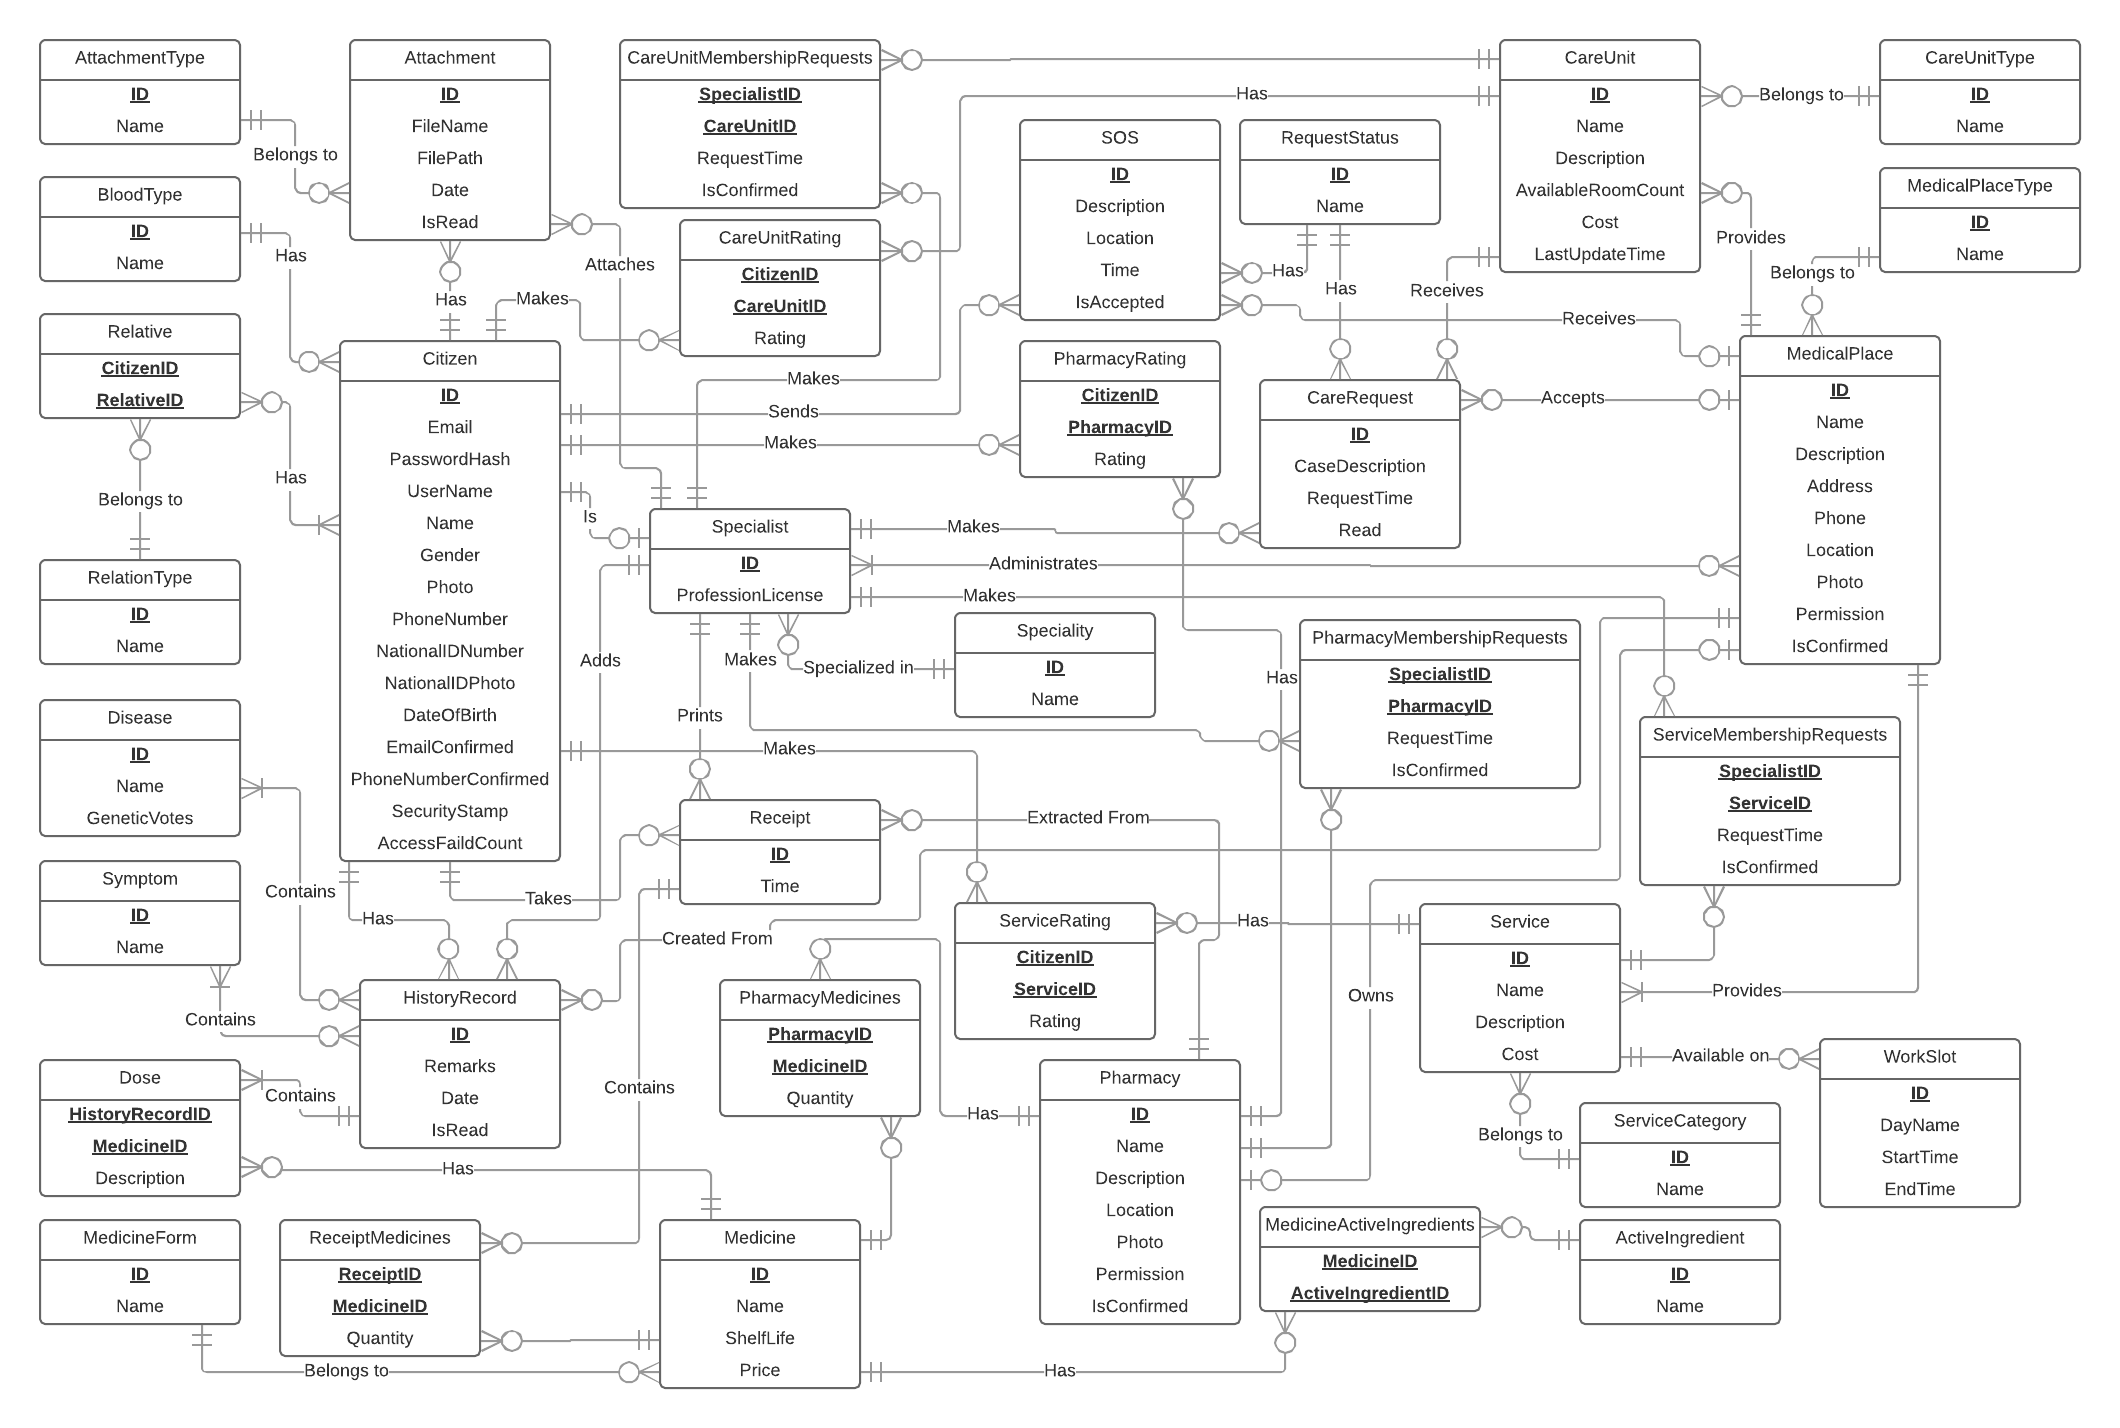 AttachmentType
ID
Name
Belongs to
Attachment
ID
FileName
FilePath
Date
IsRead
Has
Attaches
CareUnitMembershipRequests
SpecialistID
CareUnitID
RequestTime
IsConfirmed
Makes
CareUnit
ID
Name
Description
AvailableRoomCount
Cost
LastUpdateTime
Has
Belongs to
CareUnitType
ID
Name
BloodType
ID
Name
Has
CareUnitRating
CitizenID
CareUnitID
Rating
Makes
SOS
ID
Description
Location
Time
IsAccepted
Has
RequestStatus
ID
Name
Has
Receives
Provides
Receives
MedicalPlaceType
ID
Name
Belongs to
Relative
CitizenID
RelativeID
Has
Belongs to
RelationType
ID
Name
Citizen
ID
Email
PasswordHash
UserName
Name
Gender
Photo
PhoneNumber
NationalIDNumber
NationalIDPhoto
DateOfBirth
EmailConfirmed
PhoneNumberConfirmed
SecurityStamp
AccessFaildCount
Sends
Makes
Is
PharmacyRating
CitizenID
PharmacyID
Rating
CareRequest
ID
CaseDescription
RequestTime
Read
Accepts
MedicalPlace
ID
Name
Description
Address
Phone
Location
Photo
Permission
IsConfirmed
Specialist
ID
ProfessionLicense
Makes
Administrates
Makes
Adds
Prints
Makes
Specialized in
Speciality
ID
Name
Has
PharmacyMembershipRequests
SpecialistID
PharmacyID
RequestTime
IsConfirmed
ServiceMembershipRequests
SpecialistID
ServiceID
RequestTime
IsConfirmed
Disease
ID
Name
GeneticVotes
Contains
Symptom
ID
Name
Contains
Makes
Receipt
ID
Time
Extracted From
Takes
Has
Created From
Contains
HistoryRecord
ID
Remarks
Date
IsRead
PharmacyMedicines
PharmacyID
MedicineID
Quantity
Has
ServiceRating
CitizenID
ServiceID
Rating
Has
Service
ID
Name
Description
Cost
Provides
Owns
Available on
WorkSlot
ID
DayName
StartTime
EndTime
Belongs to
ServiceCategory
ID
Name
Dose
HistoryRecordID
MedicineID
Description
Contains
Has
Pharmacy
ID
Name
Description
Location
Photo
Permission
IsConfirmed
MedicineForm
ID
Name
Belongs to
ReceiptMedicines
ReceiptID
MedicineID
Quantity
Medicine
ID
Name
ShelfLife
Price
Has
MedicineActiveIngredients
MedicineID
ActiveIngredientID
ActiveIngredient
ID
Name